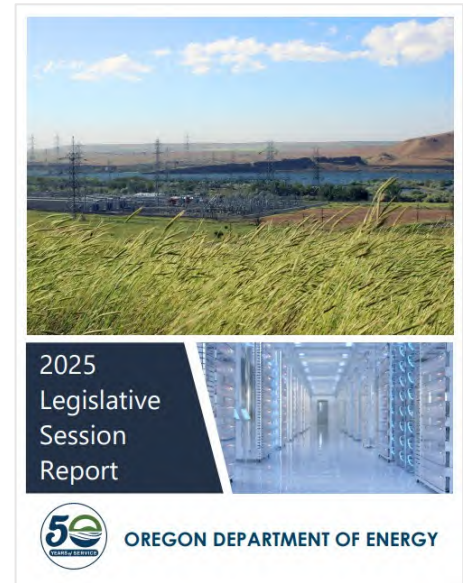 2025
Legislative
Session
Report
50
YEARS of SERVICE
OREGON DEPARTMENT OF ENERGY